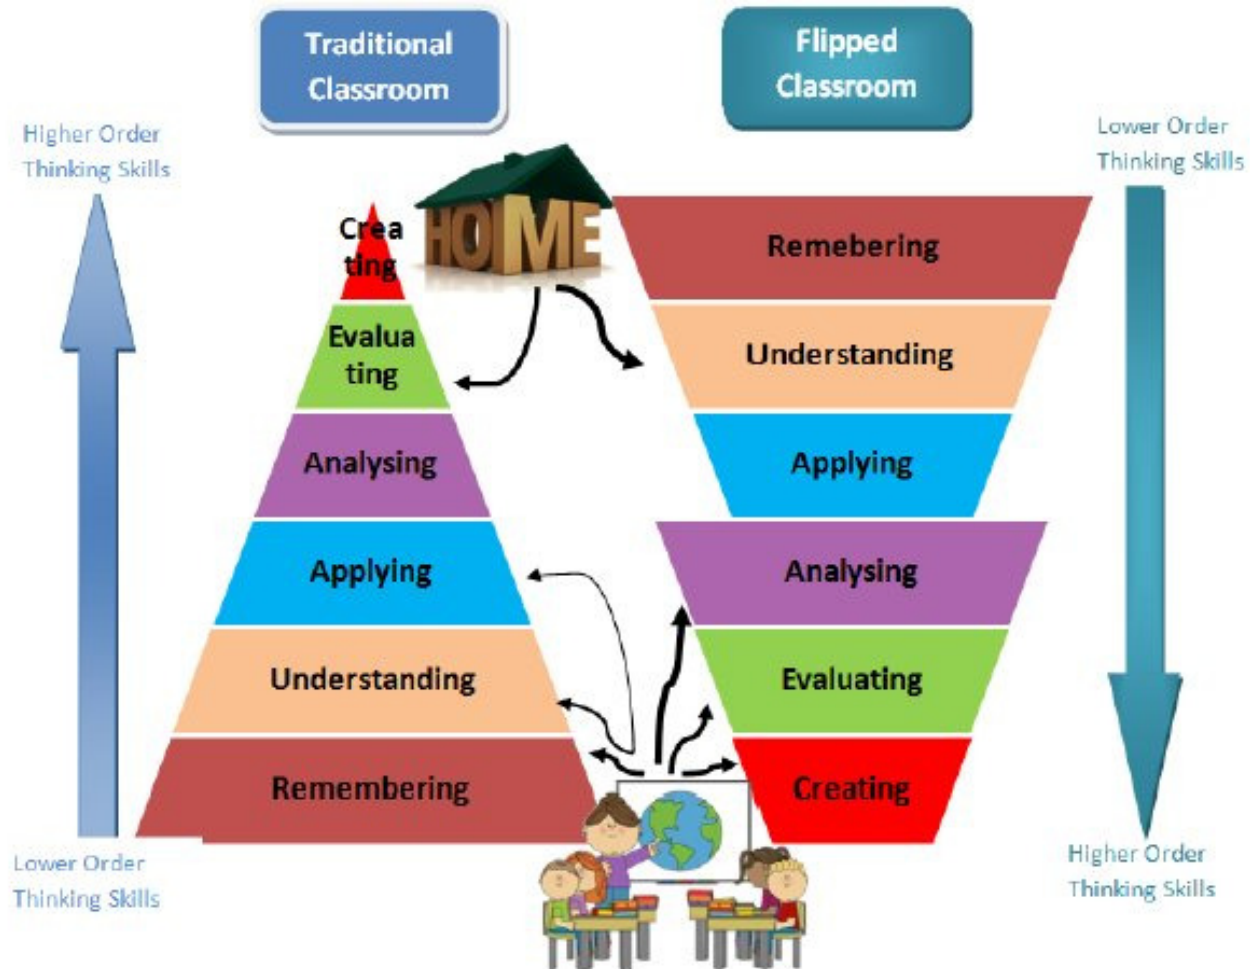 Traditional
Classroom
Flipped
Classroom
Higher Order
Thinking Skills
Lower Order
Thinking Skills
HOME
Crea
ting
Evalua
ting
Analysing
Applying
Understanding
Remembering
Remebering
Understanding
Applying
Analysing
Evaluating
Creating
Lower Order
Thinking Skills
Higher Order
Thinking Skills